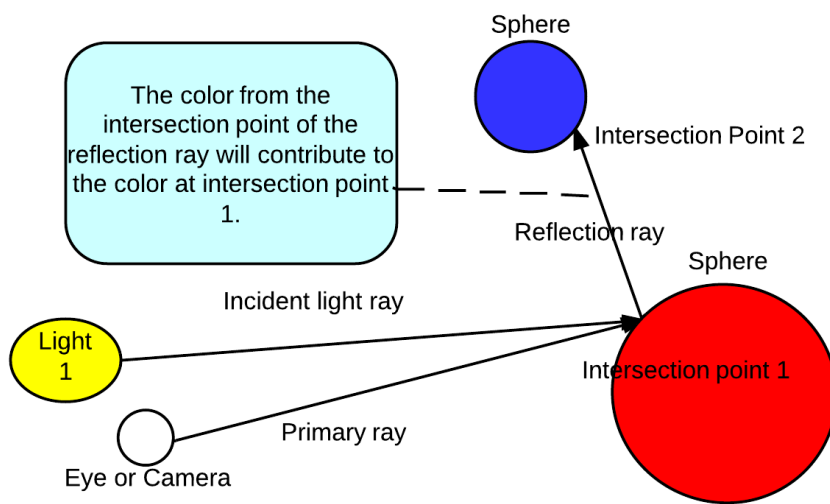 Sphere
The color from the
intersection point of the
reflection ray will contribute to
the color at intersection point
1.
Intersection Point 2
Reflection ray
Sphere
Incident light ray
Light
1
Intersection point 1
Primary ray
Eye or Camera